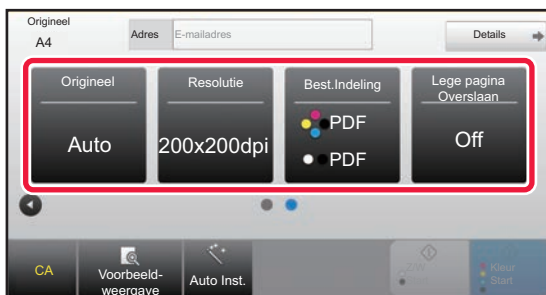 Origineel
A4
Adres
E-mailadres
Details
Origineel
Auto
Resolutie
200x200dpi
Best.Indeling
PDF
PDF
Lege pagina
Overslaan
Off
CA
Voorbeeld-
weergave
Auto Inst.
Z/W
Start
Kleur
Start